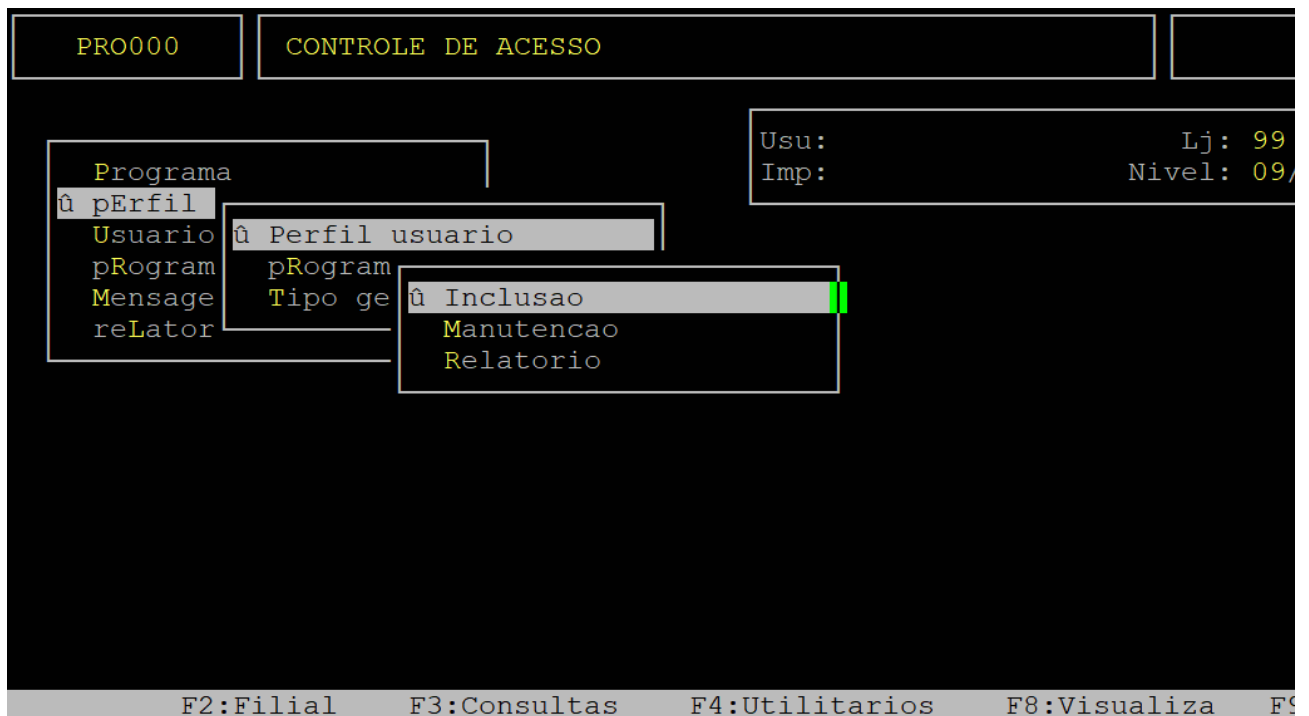 PRO000 CONTROLE DE ACESSO
Usu: Lj: 99
Programa Imp: Nivel: 09/
û pErfil
Usuario û Perfil usuario
pRogram pRogram
Mensage Tipo ge û Inclusao
reLator Manutencao
Relatorio
F2:Filial F3:Consultas F4:Utilitarios F8:Visualiza F9